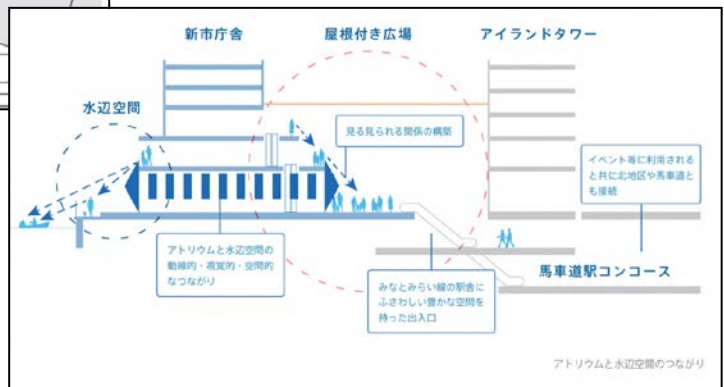 新市庁舎
屋根付き広場
アイランドタワー
水辺空間
見る見られる関係の構築
イベント等に利用される
と共に北地区や馬車道と
も接続
アトリウムと水辺空間の
動線的・視覚的・空間的
なつながり
みなとみらい線の駅舎に
ふさわしい豊かな空間を
持った出入口
馬車道駅コンコース
アトリウムと水辺空間のつながり